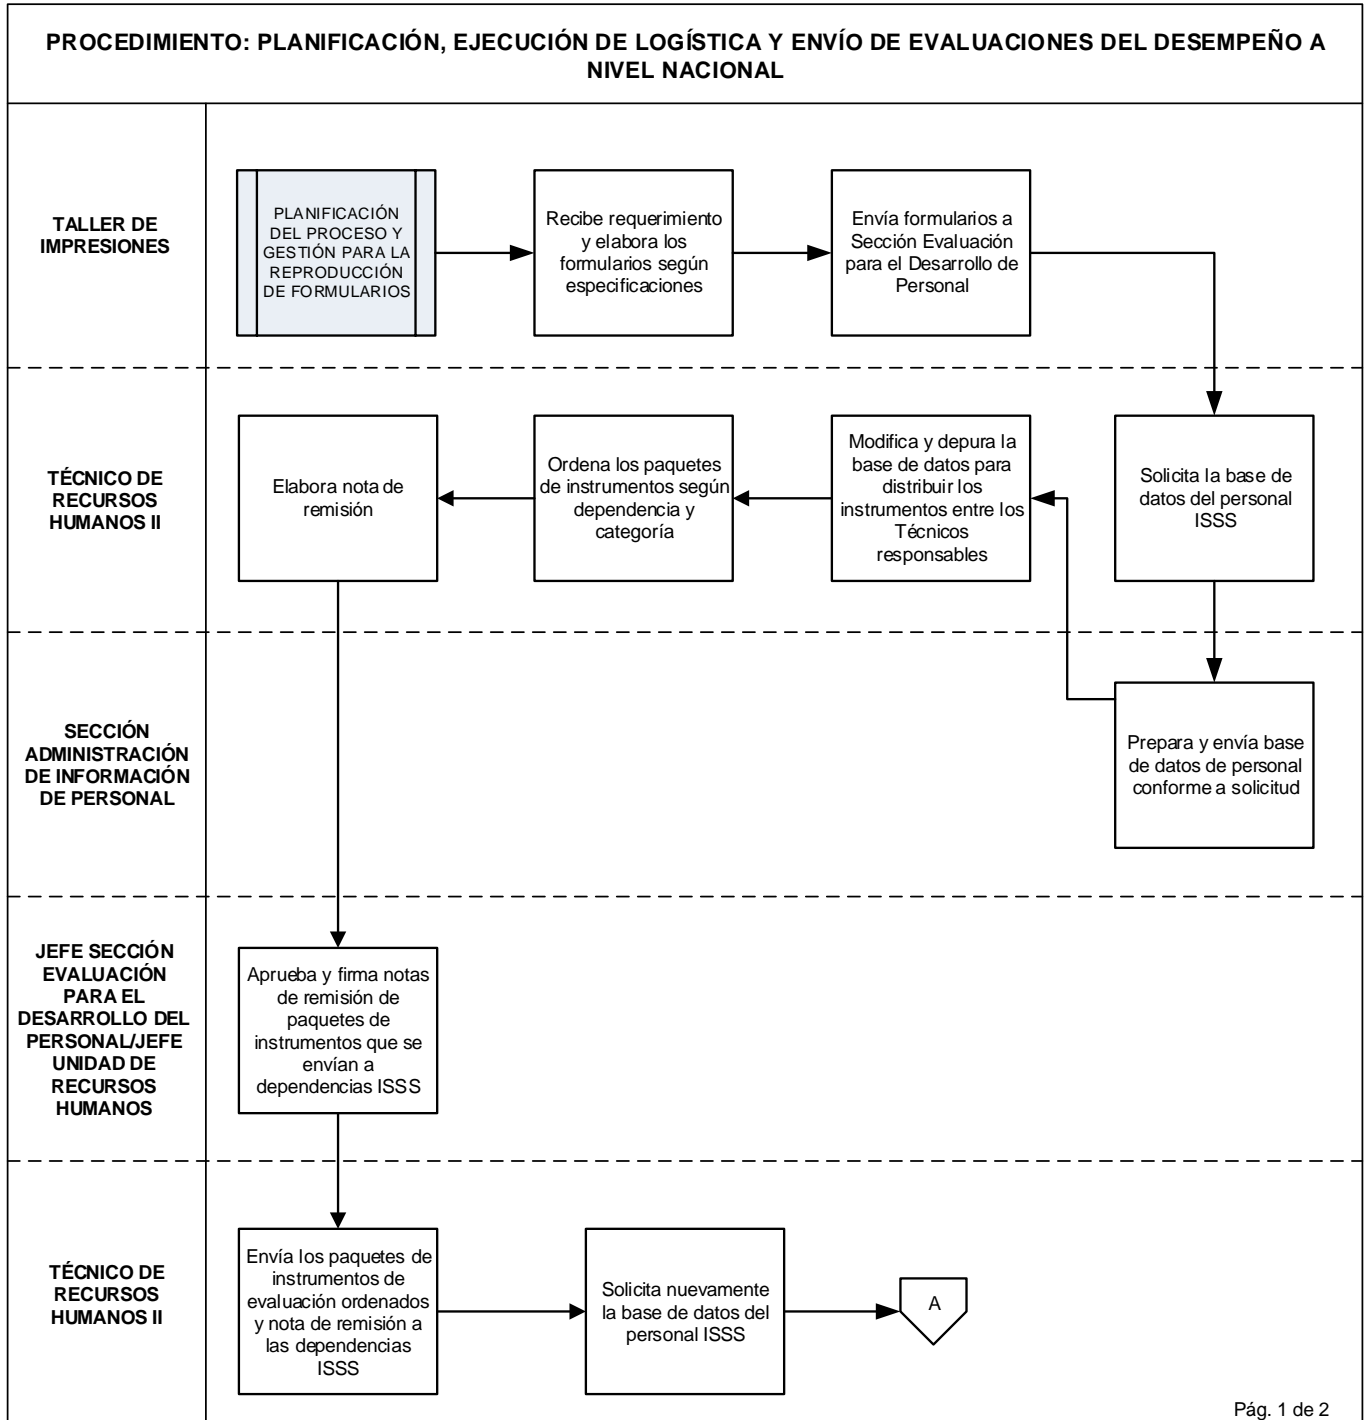 PROCEDIMIENTO: PLANIFICACIÓN, EJECUCIÓN DE LOGÍSTICA Y ENVÍO DE EVALUACIONES DEL DESEMPEÑO A
NIVEL NACIONAL
TALLER DE
IMPRESIONES
PLANIFICACIÓN
DEL PROCESO Y
GESTIÓN PARA LA
REPRODUCCIÓN
DE FORMULARIOS
Recibe requerimiento
y elabora los
formularios según
especificaciones
Envía formularios a
Sección Evaluación
para el Desarrollo de
Personal
TÉCNICO DE
RECURSOS
HUMANOS II
Elabora nota de
remisión
Ordena los paquetes
de instrumentos según
dependencia y
categoría
Modifica y depura la
base de datos para
distribuir los
instrumentos entre los
Técnicos
responsables
Solicita la base de
datos del personal
ISSS
SECCIÓN
ADMINISTRACIÓN
DE INFORMACIÓN
DE PERSONAL
Prepara y envía base
de datos de personal
conforme a solicitud
JEFE SECCIÓN
EVALUACIÓN
PARA EL
DESARROLLO DEL
PERSONAL/JEFE
UNIDAD DE
RECURSOS
HUMANOS
Aprueba y firma notas
de remisión de
paquetes de
instrumentos que se
envían a
dependencias ISSS
TÉCNICO DE
RECURSOS
HUMANOS II
Envía los paquetes de
instrumentos de
evaluación ordenados
y nota de remisión a
las dependencias
ISSS
Solicita nuevamente
la base de datos del
personal ISSS
A
Pág. 1 de 2